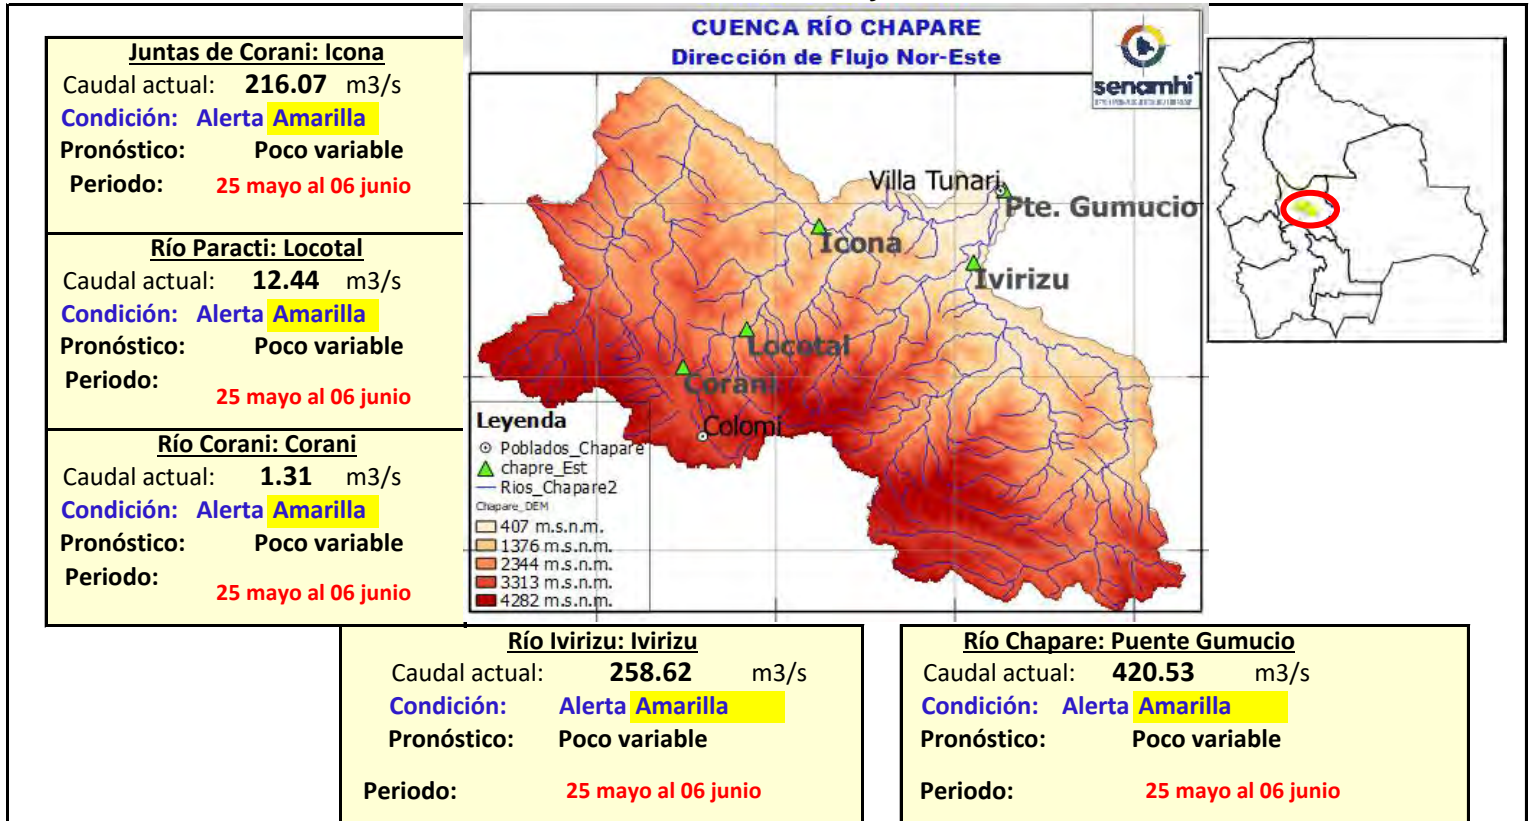 Juntas de Corani: Icona
Caudal actual: 216.07 m3/s
Condición: Alerta Amarilla
Pronóstico: Poco variable
Periodo: 25 mayo al 06 junio
Río Paracti: Locotal
Caudal actual: 12.44 m3/s
Condición: Alerta Amarilla
Pronóstico: Poco variable
Periodo:
25 mayo al 06 junio
Río Corani: Corani
Caudal actual: 1.31 m3/s
Condición: Alerta Amarilla
Pronóstico: Poco variable
Periodo:
25 mayo al 06 junio
CUENCA RÍO CHAPARE
Dirección de Flujo Nor-Este
senamhi
Villa Tunari
Pte. Gumucio
Icona
Ivirizu
Locotal
Corani
Colomi
Leyenda
Poblados_Chapare
chapre_Est
Rios_Chapare2
Chapare_DEM
407 m.s.n.m.
1376 m.s.n.m.
2344 m.s.n.m.
3313 m.s.n.m.
4282 m.s.n.m.
Río Ivirizu: Ivirizu
Caudal actual: 258.62 m3/s
Condición: Alerta Amarilla
Pronóstico: Poco variable
Periodo: 25 mayo al 06 junio
Río Chapare: Puente Gumucio
Caudal actual: 420.53 m3/s
Condición: Alerta Amarilla
Pronóstico: Poco variable
Periodo: 25 mayo al 06 junio